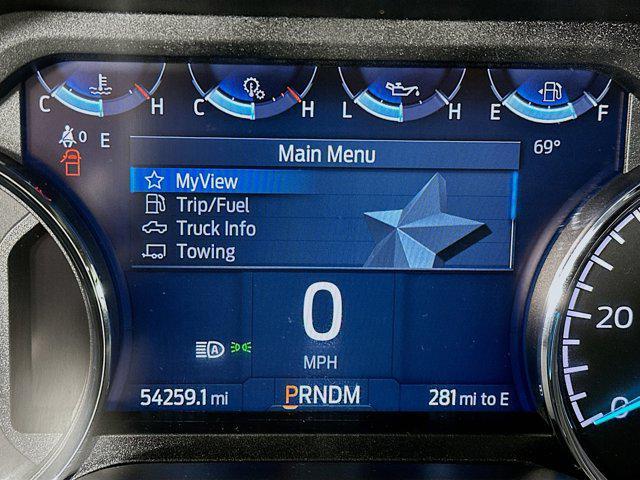 C H C H L H E F
0 E
69°
Main Menu
MyView
Trip/Fuel
Truck Info
Towing
0
MPH
A
54259.1 mi PRNDM 281 mi to E
20
0